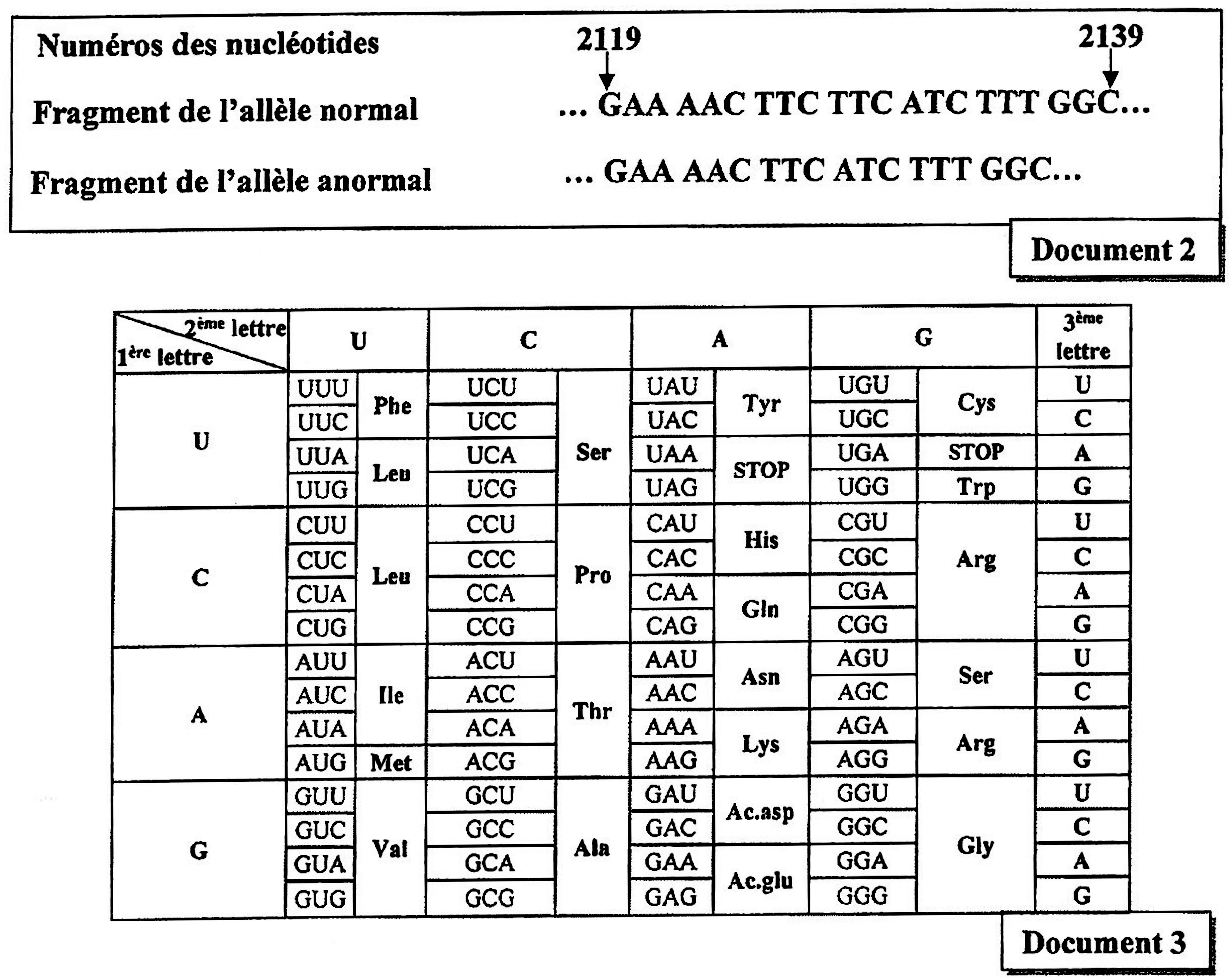 Numéros des nucléotides 2119 2139
Fragment de l'allèle normal ... GAA AAC TTC TTC ATC TTT GGC...
Fragment de l'allèle anormal ... GAA AAC TTC ATC TTT GGC...
Document 2
2ème lettre
1ère lettre U C A G 3ème lettre
U UUU Phe UCU Ser UAU Tyr UGU Cys U
UUC UCC UAC UGC C
UUA Leu UCA UAA STOP UGA STOP A
UUG UCG UAG UGG Trp G
C CUU Leu CCU Pro CAU His CGU Arg U
CUC CCC CAC CGC C
CUA CCA CAA Gln CGA A
CUG CCG CAG CGG G
A AUU Ile ACU Thr AAU Asn AGU Ser U
AUC ACC AAC AGC C
AUA ACA AAA Lys AGA Arg A
AUG Met ACG AAG AGG G
G GUU Val GCU Ala GAU Ac.asp GGU Gly U
GUC GCC GAC GGC C
GUA GCA GAA Ac.glu GGA A
GUG GCG GAG GGG G
Document 3